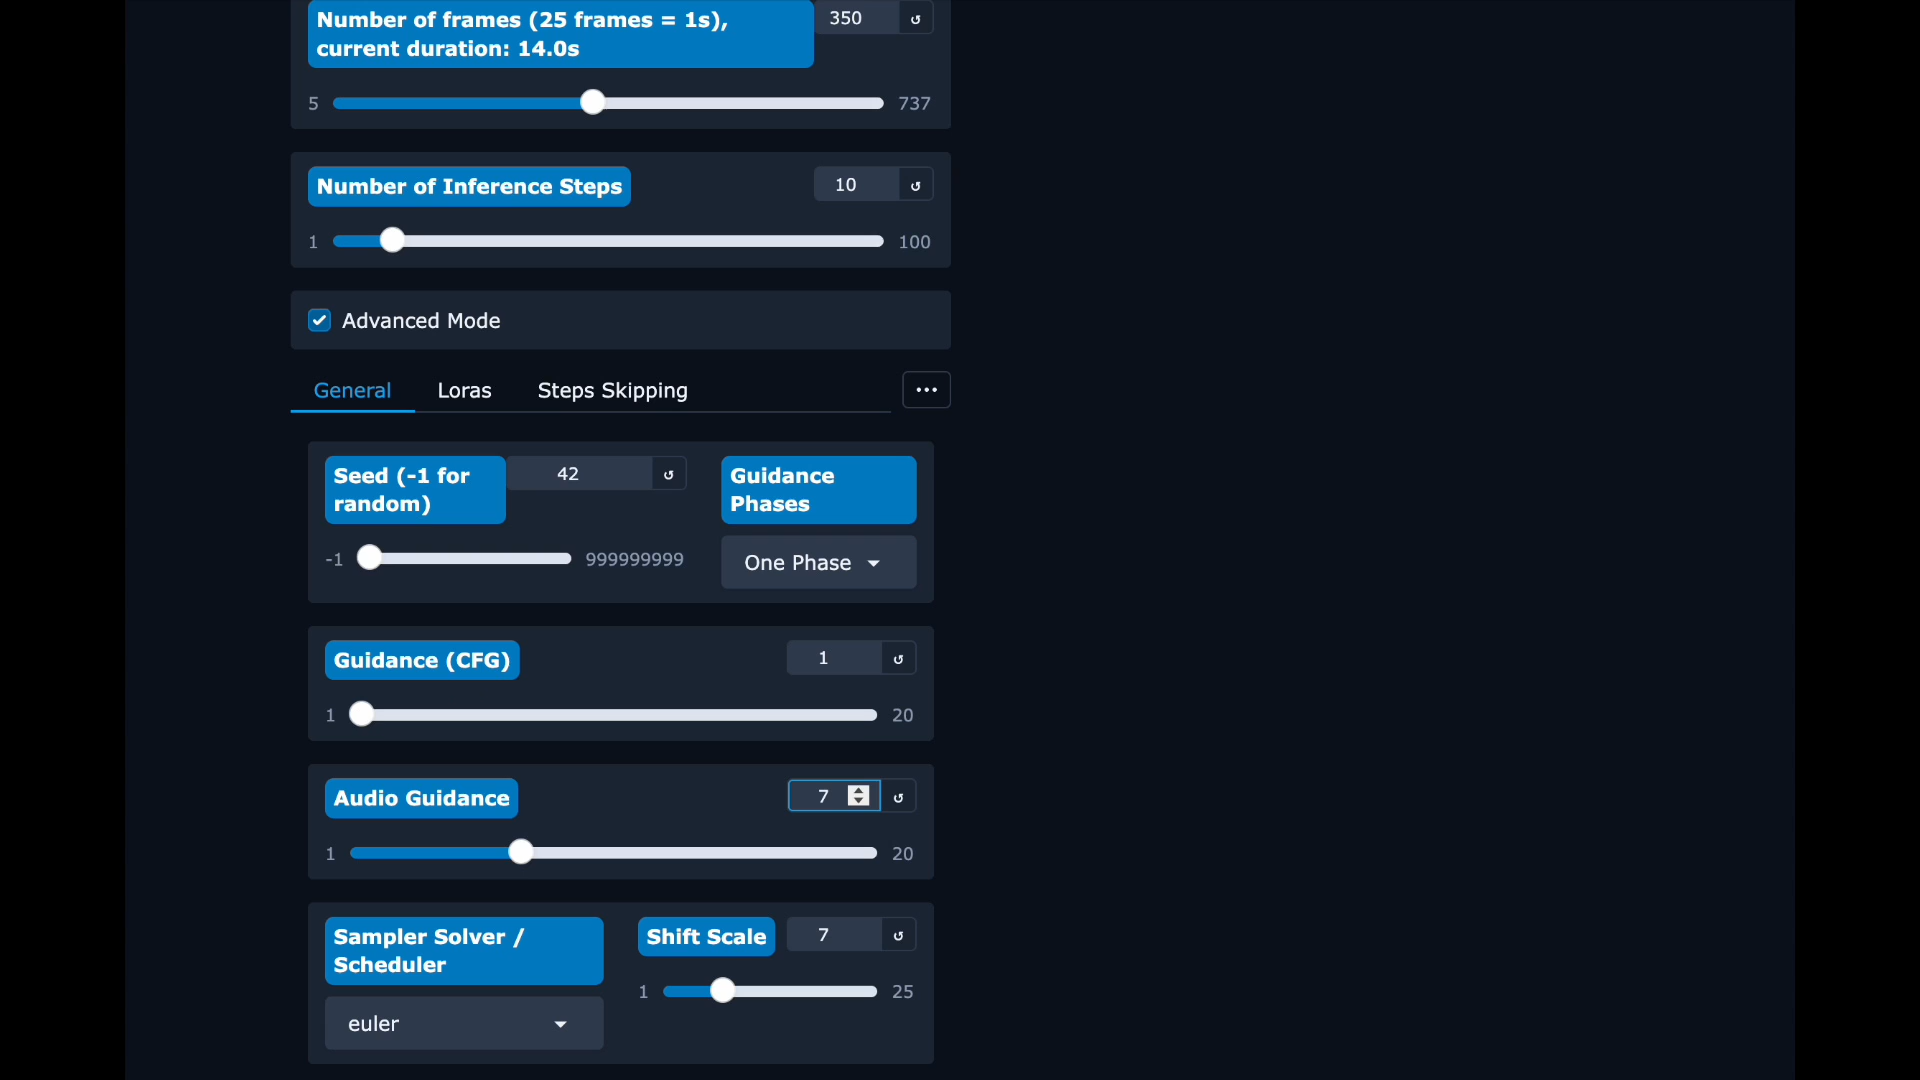 Number of frames (25 frames = 1s), 350 ↺
current duration: 14.0s
5 737
Number of Inference Steps 10 ↺
1 100
Advanced Mode
General Loras Steps Skipping ...
Seed (-1 for 42 ↺ Guidance
random) Phases
-1 999999999 One Phase
Guidance (CFG) 1 ↺
1 20
Audio Guidance 7 ↺
1 20
Sampler Solver / Shift Scale 7 ↺
Scheduler
1 25
euler